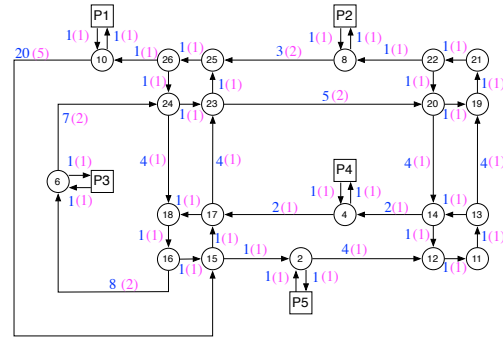 P1 P2
1(1) 1(1) 1(1) 1(1)
20(5) 1(1) 1(1) 3(2) 1(1) 1(1)
10 26 25 8 22 21
1(1) 1(1) 1(1) 1(1)
24 1(1) 23 5(2) 20 1(1) 19
7(2)
1(1) P4
6 P3 4(1) 4(1) 4(1) 4(1)
1(1) 1(1) 1(1)
18 1(1) 17 2(1) 4 2(1) 14 1(1) 13
1(1) 1(1) 1(1) 1(1)
16 1(1) 15 1(1) 2 4(1) 12 1(1) 11
8(2) 1(1) 1(1)
P5